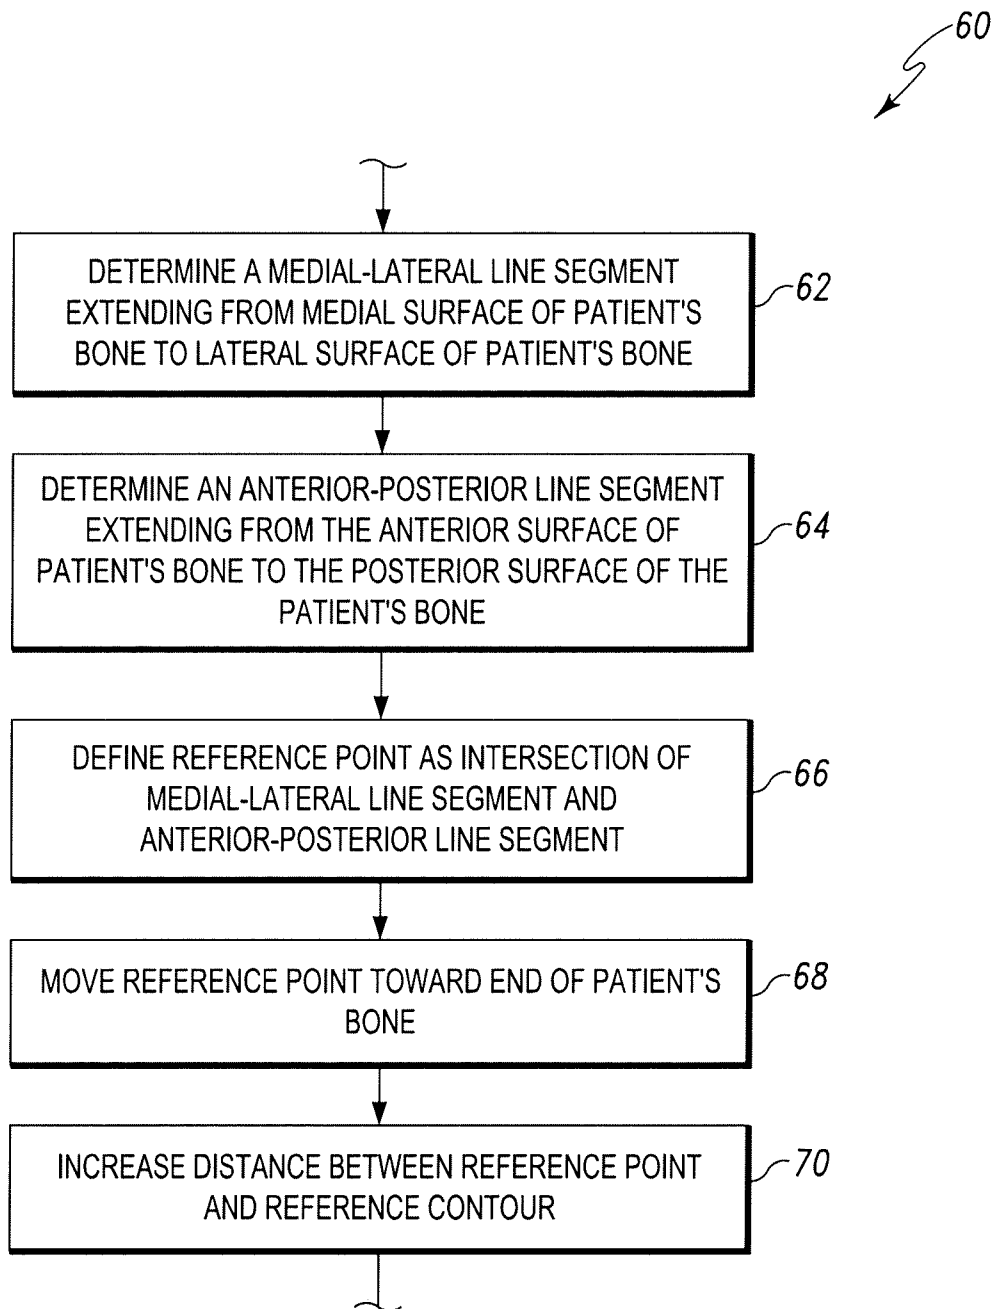 60
DETERMINE A MEDIAL-LATERAL LINE SEGMENT
EXTENDING FROM MEDIAL SURFACE OF PATIENT'S
BONE TO LATERAL SURFACE OF PATIENT'S BONE
62
DETERMINE AN ANTERIOR-POSTERIOR LINE SEGMENT
EXTENDING FROM THE ANTERIOR SURFACE OF
PATIENT'S BONE TO THE POSTERIOR SURFACE OF THE
PATIENT'S BONE
64
DEFINE REFERENCE POINT AS INTERSECTION OF
MEDIAL-LATERAL LINE SEGMENT AND
ANTERIOR-POSTERIOR LINE SEGMENT
66
MOVE REFERENCE POINT TOWARD END OF PATIENT'S
BONE
68
INCREASE DISTANCE BETWEEN REFERENCE POINT
AND REFERENCE CONTOUR
70